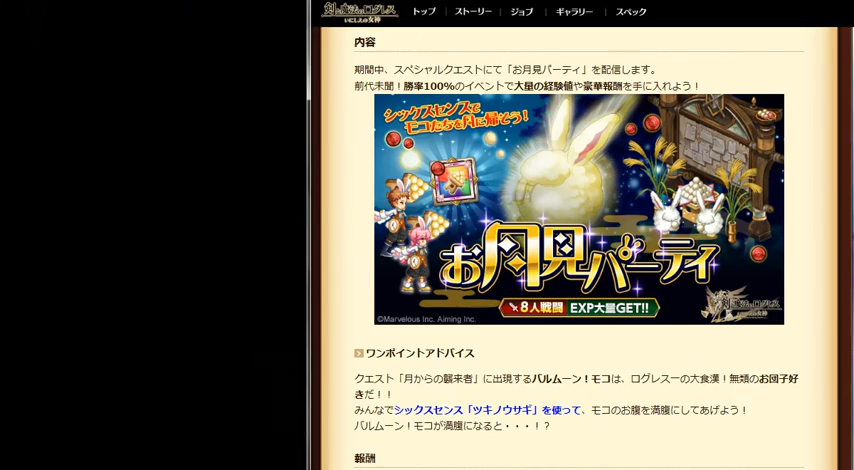 剣と魔法のログレス
いにしえの女神
トップ | ストーリー | ジョブ | ギャラリー | スペック
内容
期間中、スペシャルクエストにて「お月見パーティ」を配信します。
前代未聞！勝率100%のイベントで大量の経験値や豪華報酬を手に入れよう！
シックスセンスで
モコたちを月に帰そう！
お月見パーティ
8人戦闘 EXP大量GET!!
©Marvelous Inc. Aiming Inc.
剣と魔法のログレス
いにしえの女神
ワンポイントアドバイス
クエスト「月からの襲来者」に出現するバルムーン！モコは、ログレス一の大食漢！無類のお団子好
きだ！！
みんなでシックスセンス「ツキノウサギ」を使って、モコのお腹を満腹にしてあげよう！
バルムーン！モコが満腹になると・・・！？
報酬